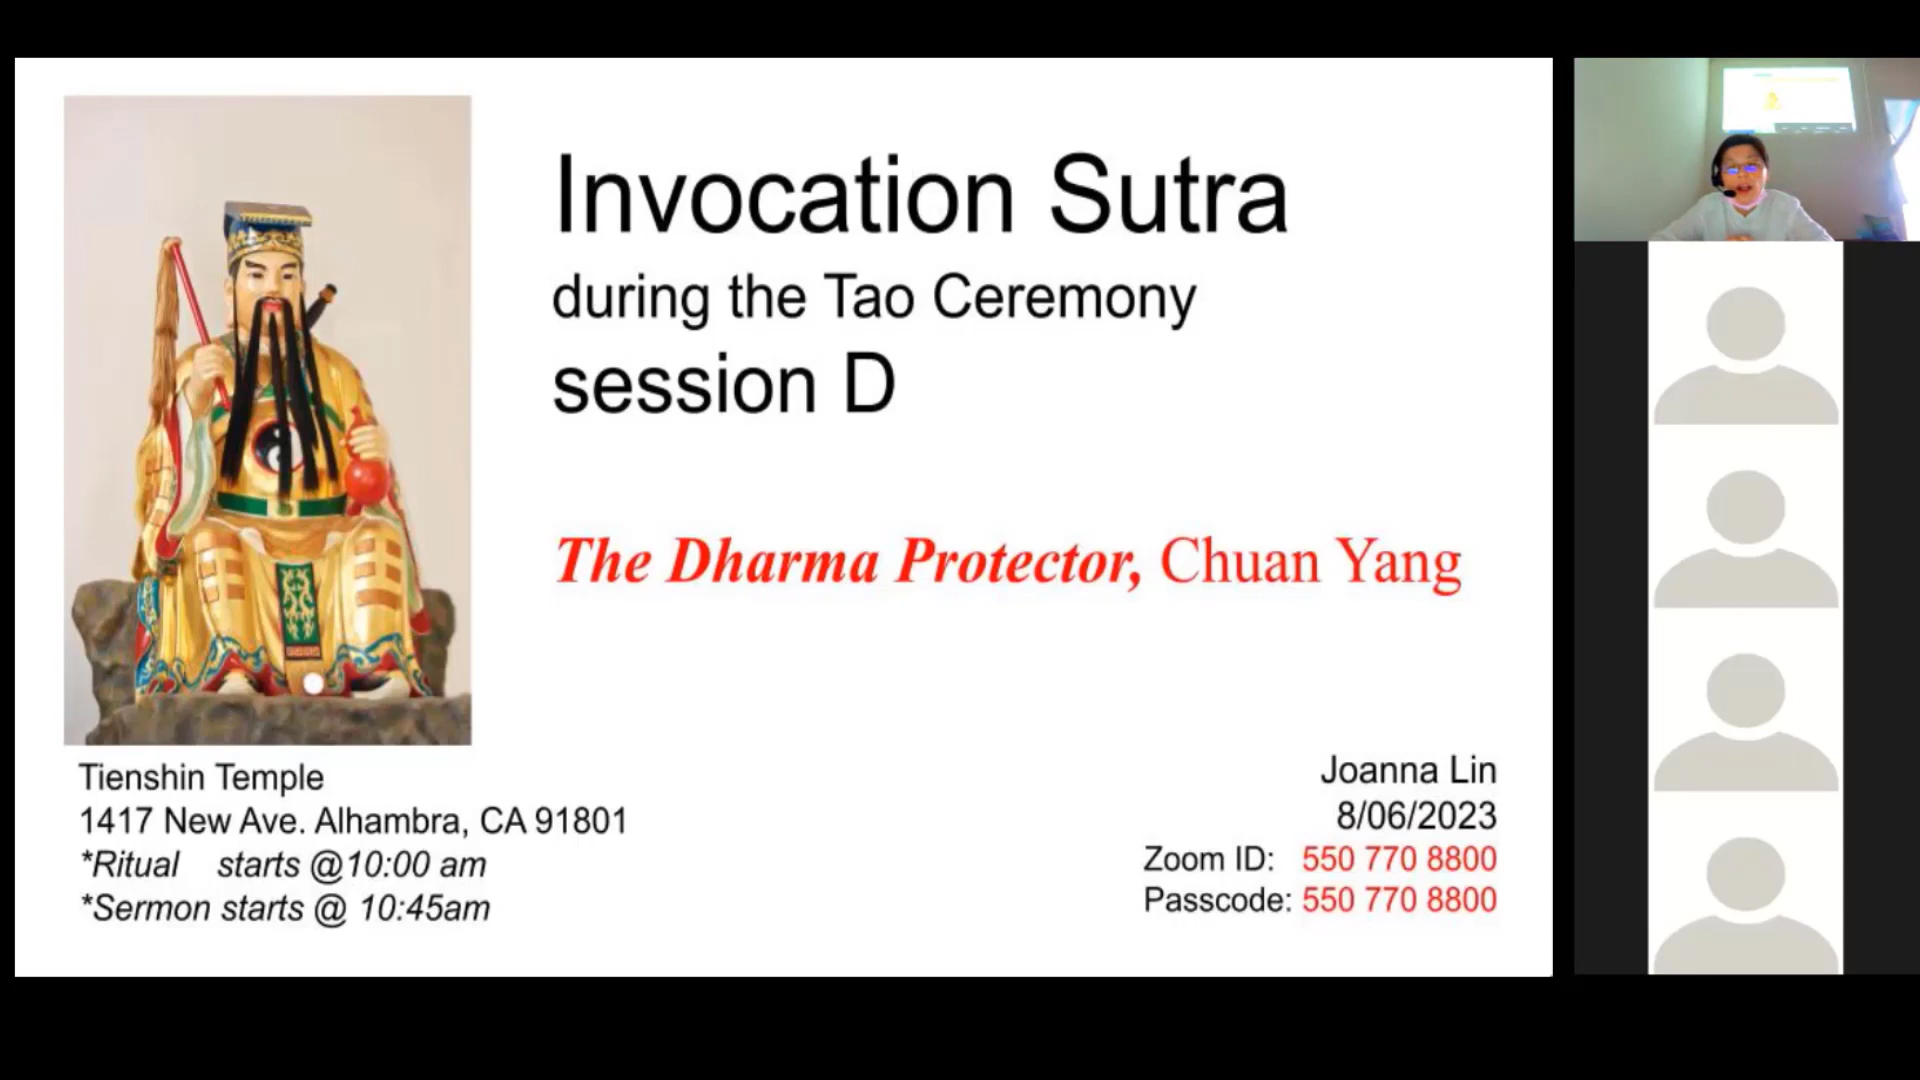 Invocation Sutra
during the Tao Ceremony
session D
The Dharma Protector, Chuan Yang
Tienshin Temple
1417 New Ave. Alhambra, CA 91801
*Ritual starts @10:00 am
*Sermon starts @ 10:45am
Joanna Lin
8/06/2023
Zoom ID: 550 770 8800
Passcode: 550 770 8800